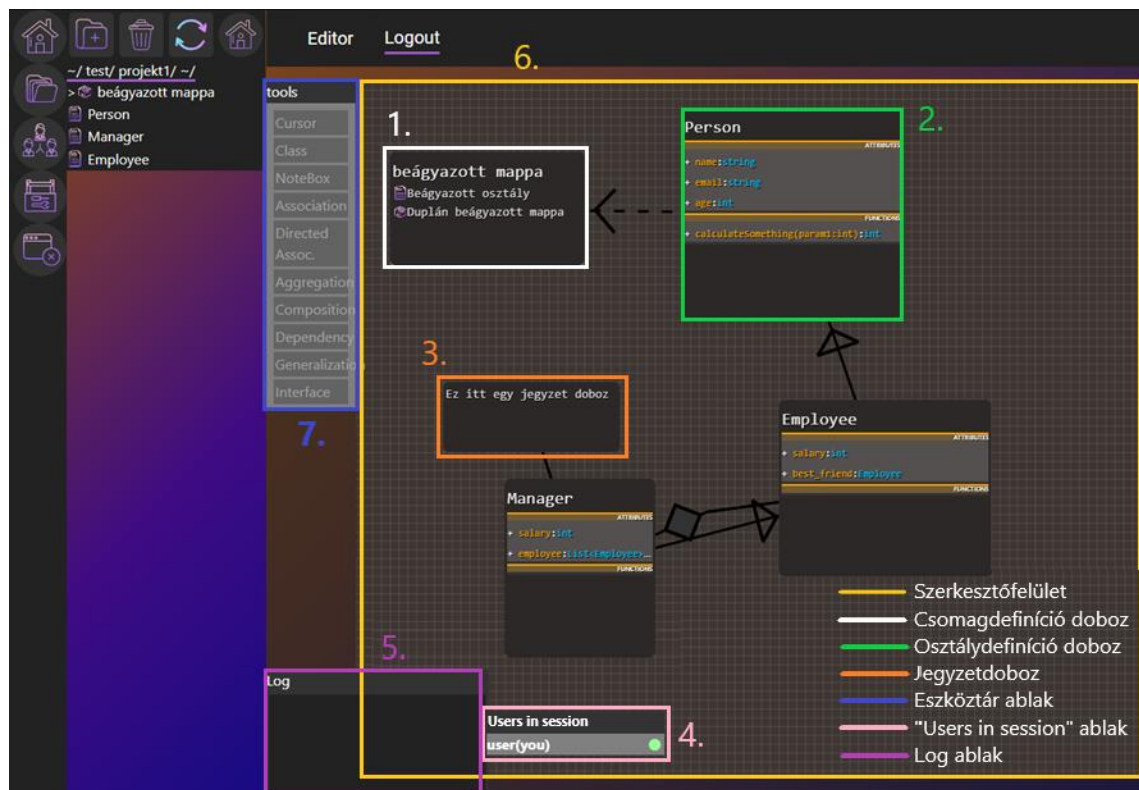 Editor
Logout
6.
~/ test/ projekt1/ ~/
> beágyazott mappa
Person
Manager
Employee
tools
Cursor
Class
NoteBox
Association
Directed
Assoc.
Aggregation
Composition
Dependency
Generalizatio
Interface
7.
1.
beágyazott mappa
Beágyazott osztály
Duplán beágyazott mappa
2.
Person
ATTRIBUTES
+ name:string
+ email:string
+ age:int
FUNCTIONS
+ calculateSomething(param1:int):int
3.
Ez itt egy jegyzet doboz
Employee
ATTRIBUTES
+ salary:int
+ best_friend:Employee
FUNCTIONS
Manager
ATTRIBUTES
+ salary:int
+ employee:List<Employee>...
FUNCTIONS
5.
Log
Users in session
user(you)
4.
Szerkesztőfelület
Csomagdefiníció doboz
Osztálydefiníció doboz
Jegyzetdoboz
Eszköztár ablak
"Users in session" ablak
Log ablak